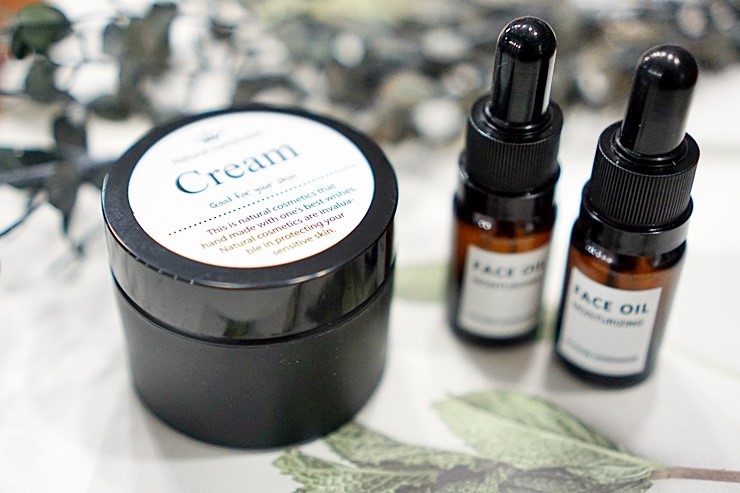 Natural handmade
Cream
Good for your skin
This is natural cosmetics that
hand made with one's best wishes.
Natural cosmetics are invalua-
ble in protecting your
sensitive skin.
FACE OIL
MOISTURIZING
FACE OIL
MOISTURIZING